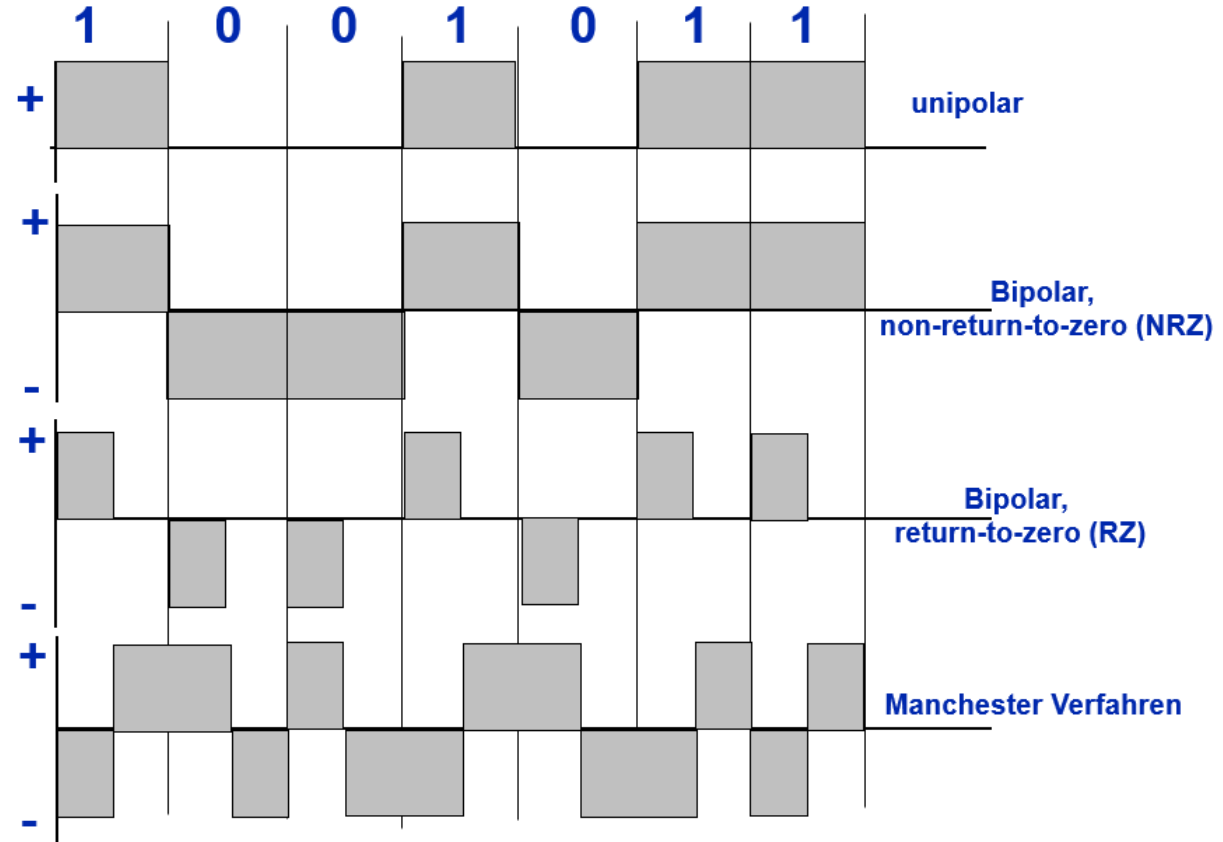 1 0 0 1 0 1 1
+
unipolar
+
Bipolar,
non-return-to-zero (NRZ)
-
+
Bipolar,
return-to-zero (RZ)
-
+
Manchester Verfahren
-